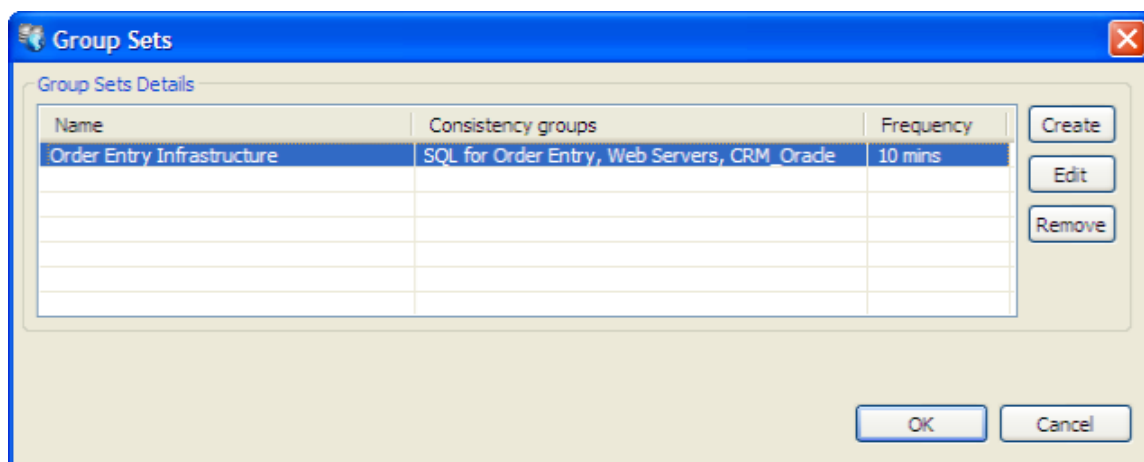 Group Sets
Group Sets Details
Name Consistency groups Frequency
Order Entry Infrastructure SQL for Order Entry, Web Servers, CRM_Oracle 10 mins
Create
Edit
Remove
OK Cancel